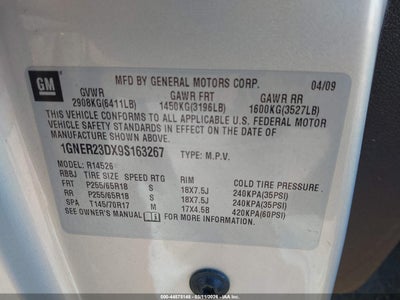 MFD BY GENERAL MOTORS CORP. 04/09
GM
GVWR GAWR FRT GAWR RR
2908KG(6411LB) 1450KG(3196LB) 1600KG(3527LB)
THIS VEHICLE CONFORMS TO ALL APPLICABLE U.S. FEDERAL MOTOR
VEHICLE SAFETY STANDARDS IN EFFECT ON THE DATE OF
MANUFACTURE SHOWN ABOVE.
1GNER23DX9S163267 TYPE: M.P.V.
MODEL: R14526
RBBJ TIRE SIZE SPEED RTG RIM COLD TIRE PRESSURE
FRT P255/65R18 S 18X7.5J 240KPA(35PSI)
RR P255/65R18 S 18X7.5J 240KPA(35PSI)
SPA T145/70R17 M 17X4.5B 420KPA(60PSI)
SEE OWNER'S MANUAL
FOR MORE INFORMATION.